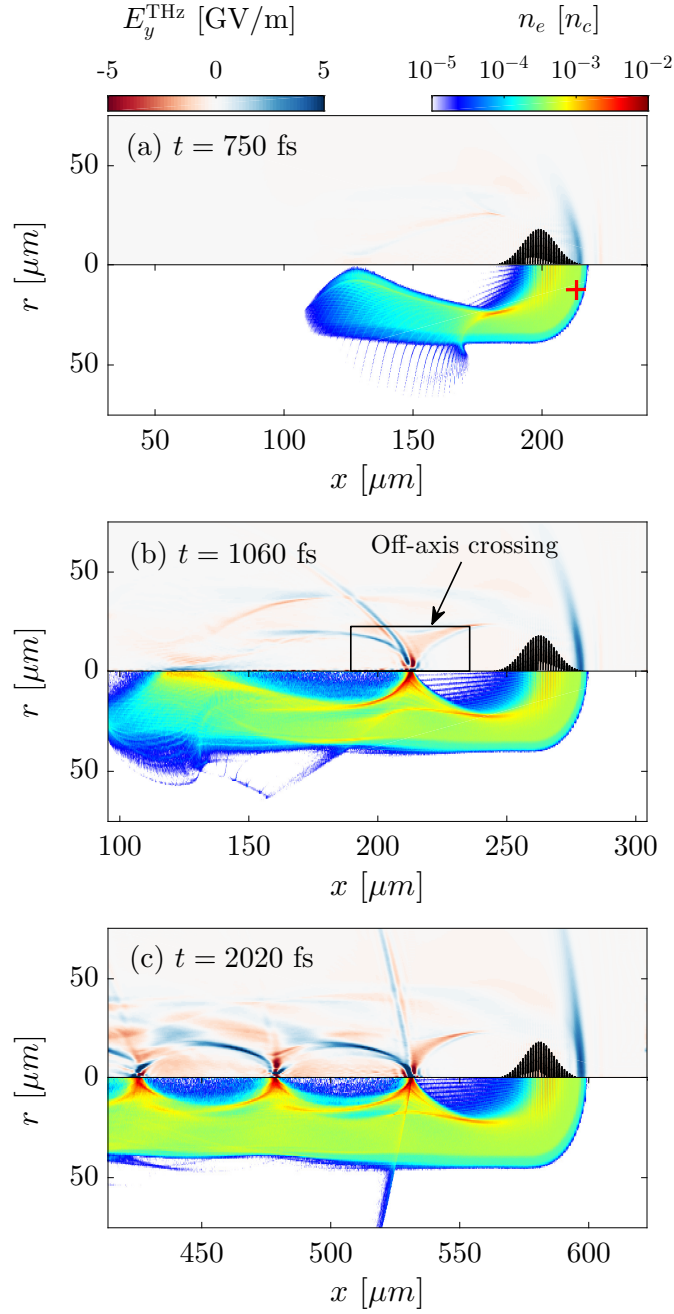 E_y^THz [GV/m] n_e [n_c]
-5 0 5 10^-5 10^-4 10^-3 10^-2
(a) t = 750 fs
50
0
50
r [μm]
50 100 150 200
x [μm]
(b) t = 1060 fs
Off-axis crossing
50
0
50
r [μm]
100 150 200 250 300
x [μm]
(c) t = 2020 fs
50
0
50
r [μm]
450 500 550 600
x [μm]